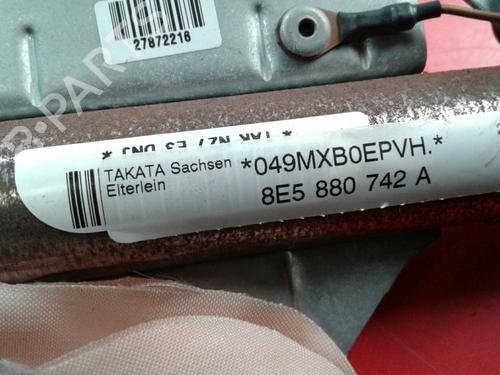 27872216
TAKATA Sachsen
Elterlein
*049MXB0EPVH.*
8E5 880 742 A